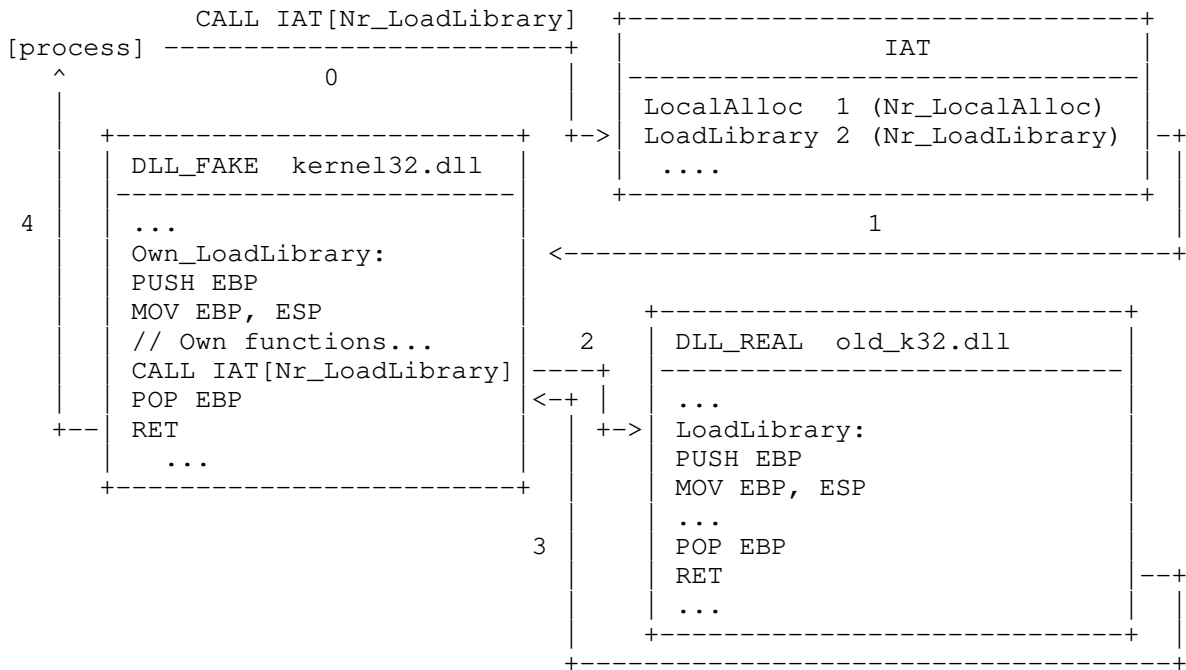 CALL IAT[Nr_LoadLibrary]
[process]
IAT
0
LocalAlloc 1 (Nr_LocalAlloc)
LoadLibrary 2 (Nr_LoadLibrary)
DLL_FAKE kernel32.dll
....
4
...
1
Own_LoadLibrary:
PUSH EBP
MOV EBP, ESP
// Own functions...
2
DLL_REAL old_k32.dll
CALL IAT[Nr_LoadLibrary]
POP EBP
...
RET
LoadLibrary:
...
PUSH EBP
MOV EBP, ESP
...
3
POP EBP
RET
...